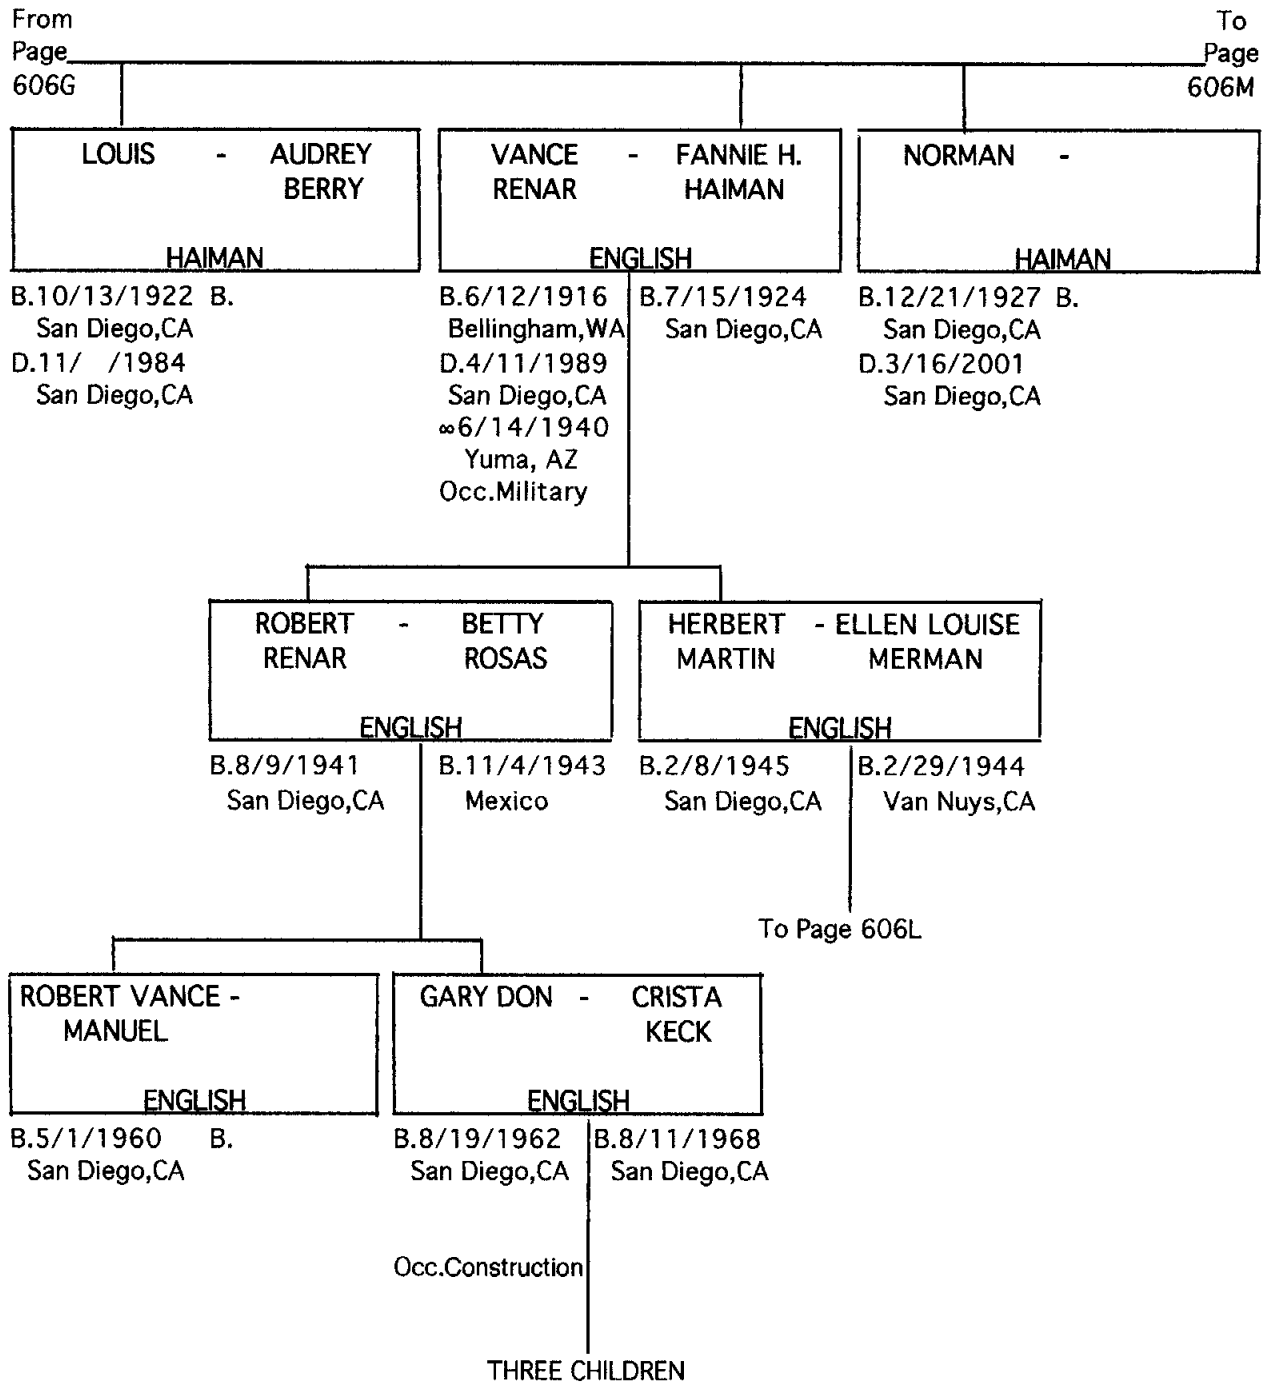 From
Page
606G
To
Page
606M
LOUIS - AUDREY
BERRY
HAIMAN
B.10/13/1922 B.
San Diego,CA
D.11/ /1984
San Diego,CA
VANCE - FANNIE H.
RENAR HAIMAN
ENGLISH
B.6/12/1916 B.7/15/1924
Bellingham,WA San Diego,CA
D.4/11/1989
San Diego,CA
∞6/14/1940
Yuma, AZ
Occ.Military
NORMAN -
HAIMAN
B.12/21/1927 B.
San Diego,CA
D.3/16/2001
San Diego,CA
ROBERT - BETTY
RENAR ROSAS
ENGLISH
B.8/9/1941 B.11/4/1943
San Diego,CA Mexico
HERBERT - ELLEN LOUISE
MARTIN MERMAN
ENGLISH
B.2/8/1945 B.2/29/1944
San Diego,CA Van Nuys,CA
To Page 606L
ROBERT VANCE -
MANUEL
ENGLISH
B.5/1/1960 B.
San Diego,CA
GARY DON - CRISTA
KECK
ENGLISH
B.8/19/1962 B.8/11/1968
San Diego,CA San Diego,CA
Occ.Construction
THREE CHILDREN